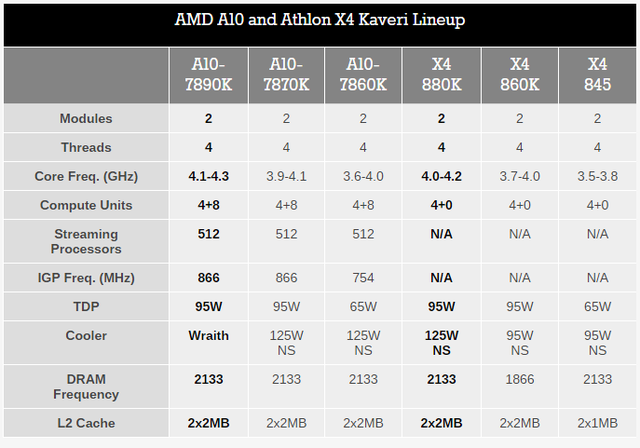 AMD A10 and Athlon X4 Kaveri Lineup
A10-7890K A10-7870K A10-7860K X4 880K X4 860K X4 845
Modules 2 2 2 2 2 2
Threads 4 4 4 4 4 4
Core Freq. (GHz) 4.1-4.3 3.9-4.1 3.6-4.0 4.0-4.2 3.7-4.0 3.5-3.8
Compute Units 4+8 4+8 4+8 4+0 4+0 4+0
Streaming Processors 512 512 512 N/A N/A N/A
IGP Freq. (MHz) 866 866 754 N/A N/A N/A
TDP 95W 95W 65W 95W 95W 65W
Cooler Wraith 125W NS 125W NS 125W NS 95W NS 95W NS
DRAM Frequency 2133 2133 2133 2133 1866 2133
L2 Cache 2x2MB 2x2MB 2x2MB 2x2MB 2x2MB 2x1MB